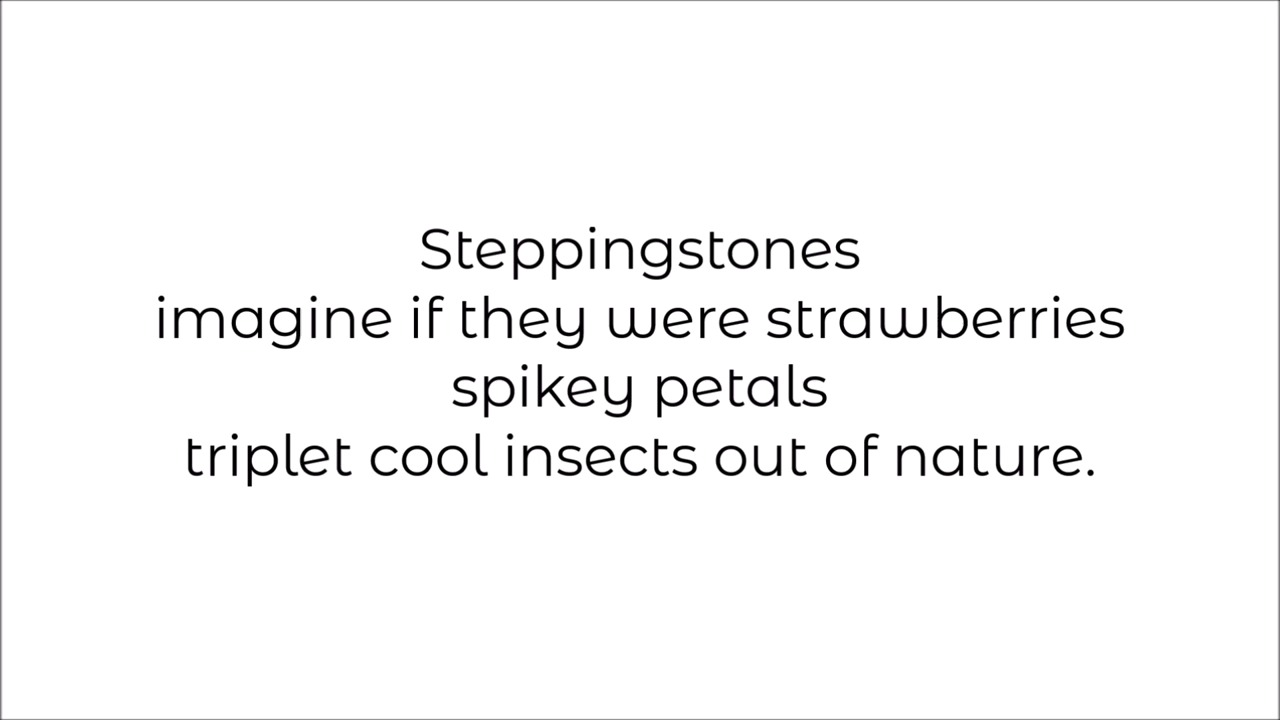 Steppingstones
imagine if they were strawberries
spikey petals
triplet cool insects out of nature.